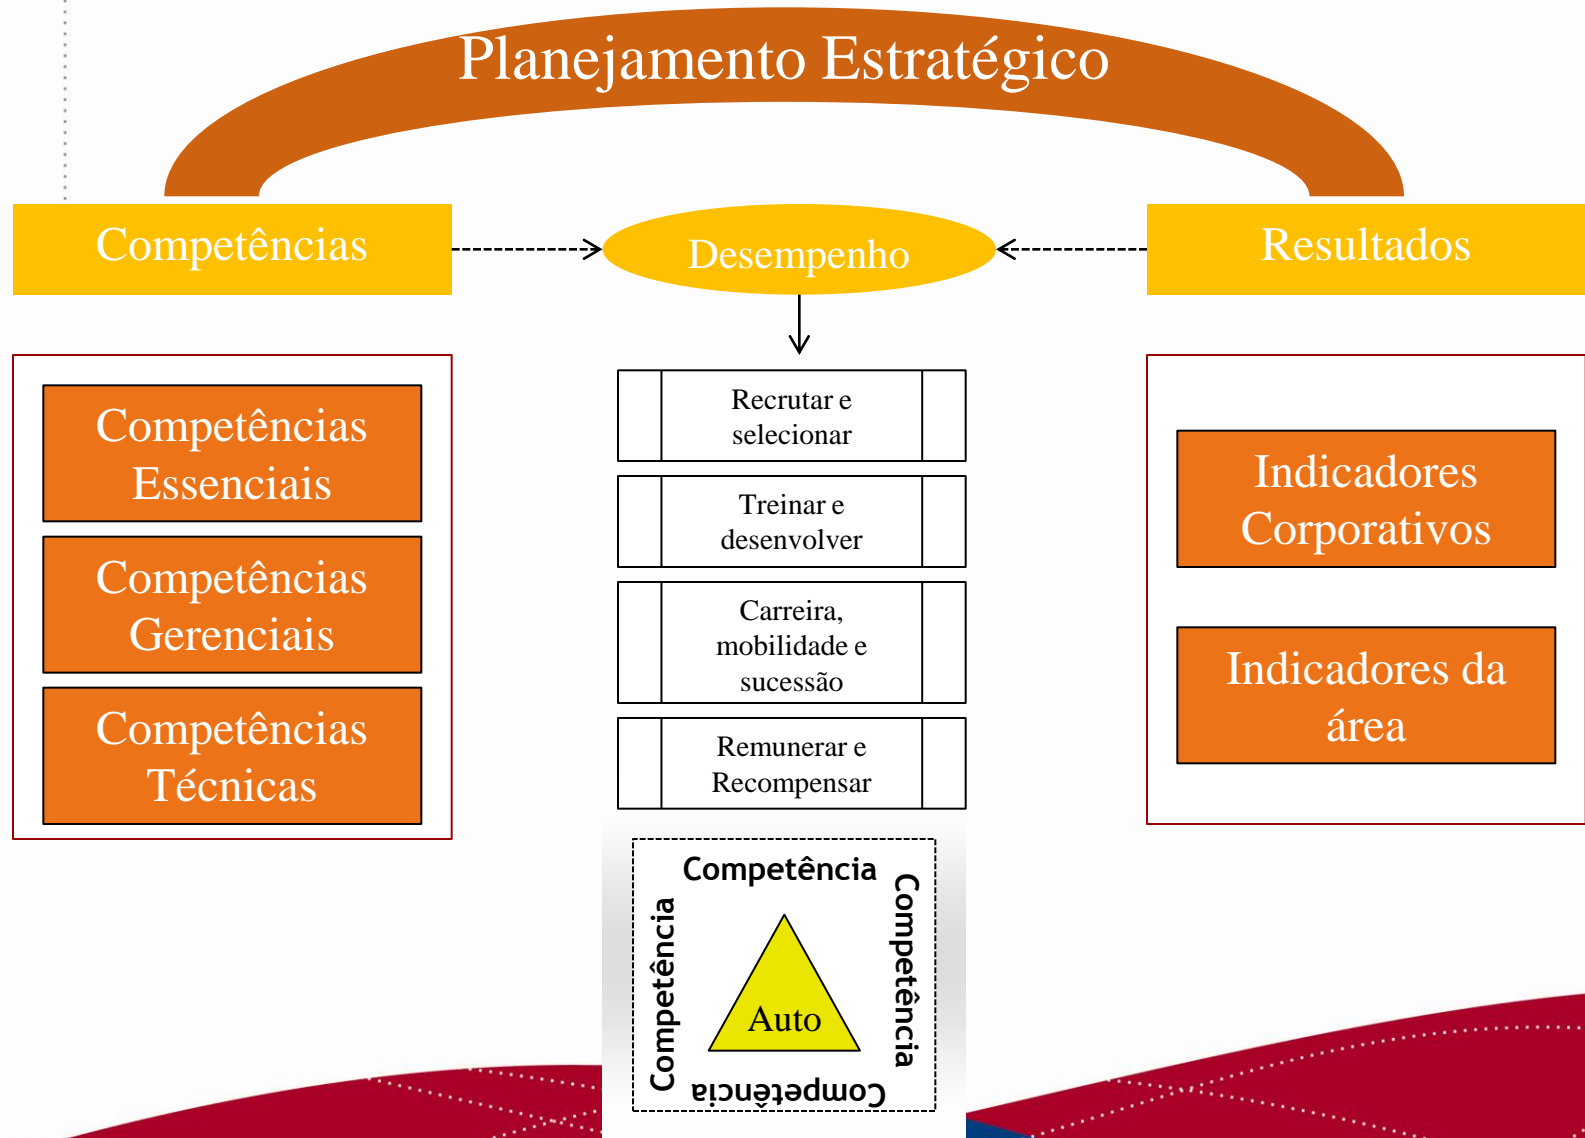 Planejamento Estratégico
Competências
Desempenho
Resultados
Competências
Essenciais
Competências
Gerenciais
Competências
Técnicas
Recrutar e
selecionar
Treinar e
desenvolver
Carreira,
mobilidade e
sucessão
Remunerar e
Recompensar
Indicadores
Corporativos
Indicadores da
área
Competência
Competência
Competência
Auto
Competência